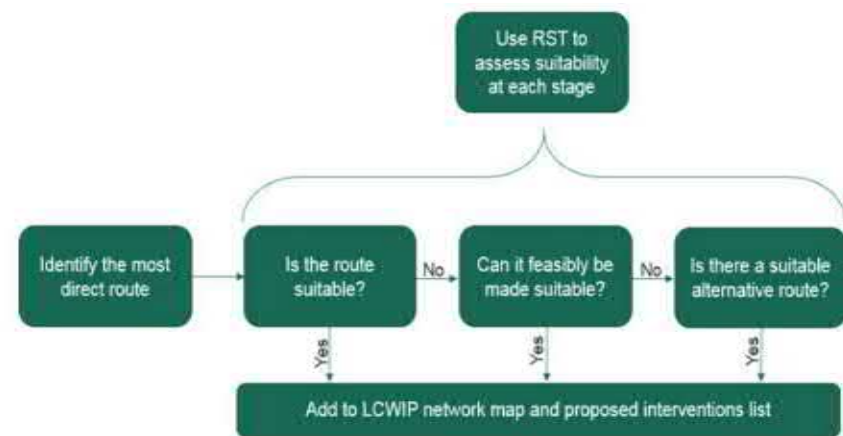 Use RST to
assess suitability
at each stage
Identify the most
direct route
Is the route
suitable?
No
Can it feasibly be
made suitable?
No
Is there a suitable
alternative route?
Yes
Yes
Yes
Add to LCWIP network map and proposed interventions list